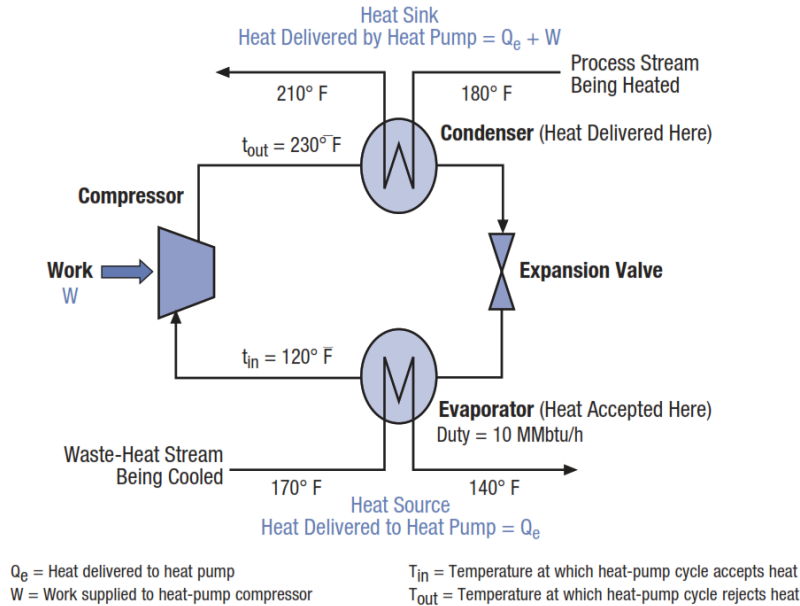 Heat Sink
Heat Delivered by Heat Pump = Qe + W
Process Stream
Being Heated
210° F
180° F
Condenser (Heat Delivered Here)
tout = 230° F
Compressor
Work
W
Expansion Valve
tin = 120° F
Evaporator (Heat Accepted Here)
Duty = 10 MMbtu/h
Waste-Heat Stream
Being Cooled
170° F
140° F
Heat Source
Heat Delivered to Heat Pump = Qe
Qe = Heat delivered to heat pump
W = Work supplied to heat-pump compressor
Tin = Temperature at which heat-pump cycle accepts heat
Tout = Temperature at which heat-pump cycle rejects heat